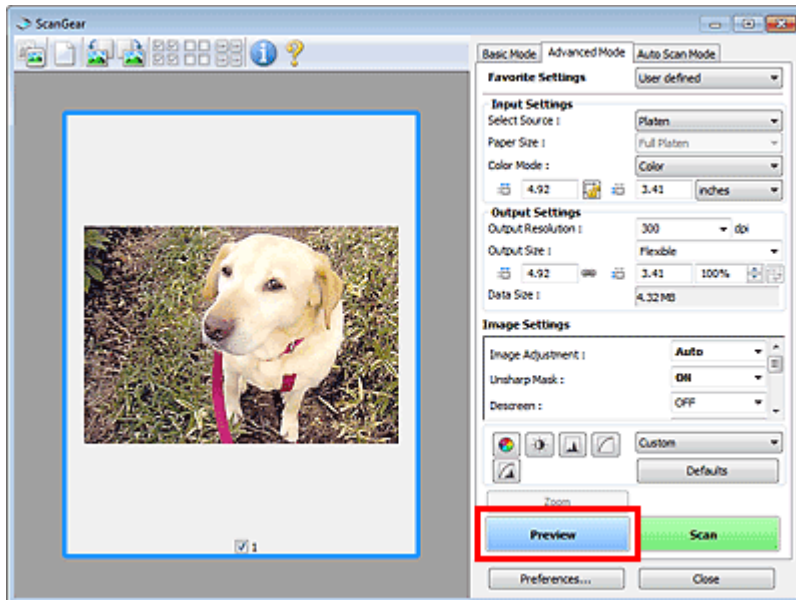 ScanGear
Basic Mode Advanced Mode Auto Scan Mode
Favorite Settings User defined
Input Settings
Select Source : Platen
Paper Size : Full Platen
Color Mode : Color
4.92 3.41 inches
Output Settings
Output Resolution : 300 dpi
Output Size : Flexible
4.92 3.41 100%
Data Size : 4.32 MB
Image Settings
Image Adjustment : Auto
Unsharp Mask : ON
Descreen : OFF
Custom
Defaults
Zoom
Preview Scan
1
Preferences... Close